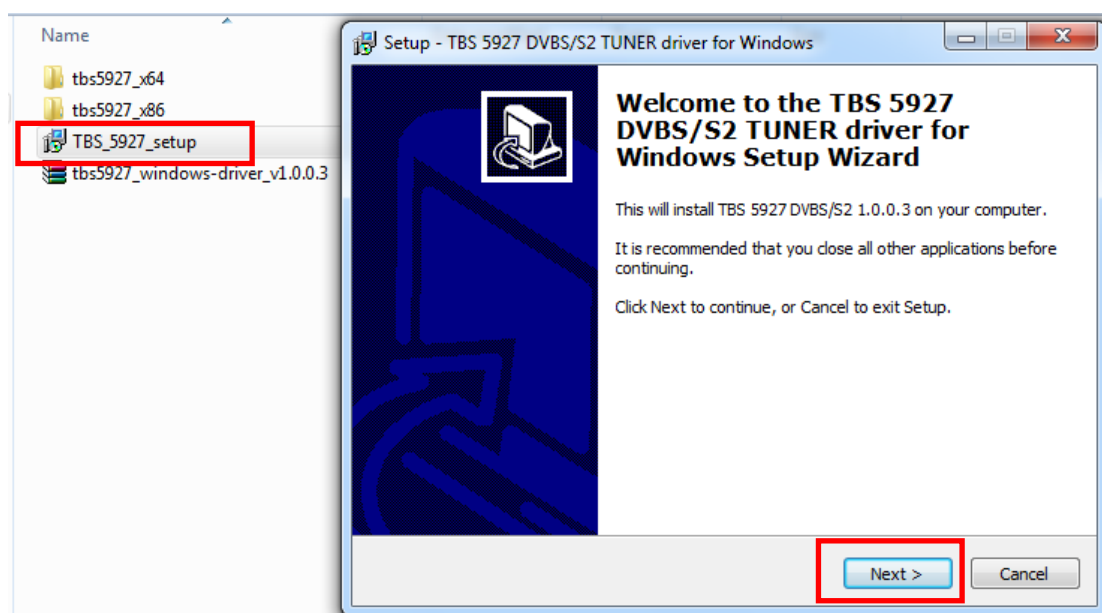 Name
tbs5927_x64
tbs5927_x86
TBS_5927_setup
tbs5927_windows-driver_v1.0.0.3
Setup - TBS 5927 DVBS/S2 TUNER driver for Windows
Welcome to the TBS 5927
DVBS/S2 TUNER driver for
Windows Setup Wizard
This will install TBS 5927 DVBS/S2 1.0.0.3 on your computer.
It is recommended that you close all other applications before
continuing.
Click Next to continue, or Cancel to exit Setup.
Next >
Cancel